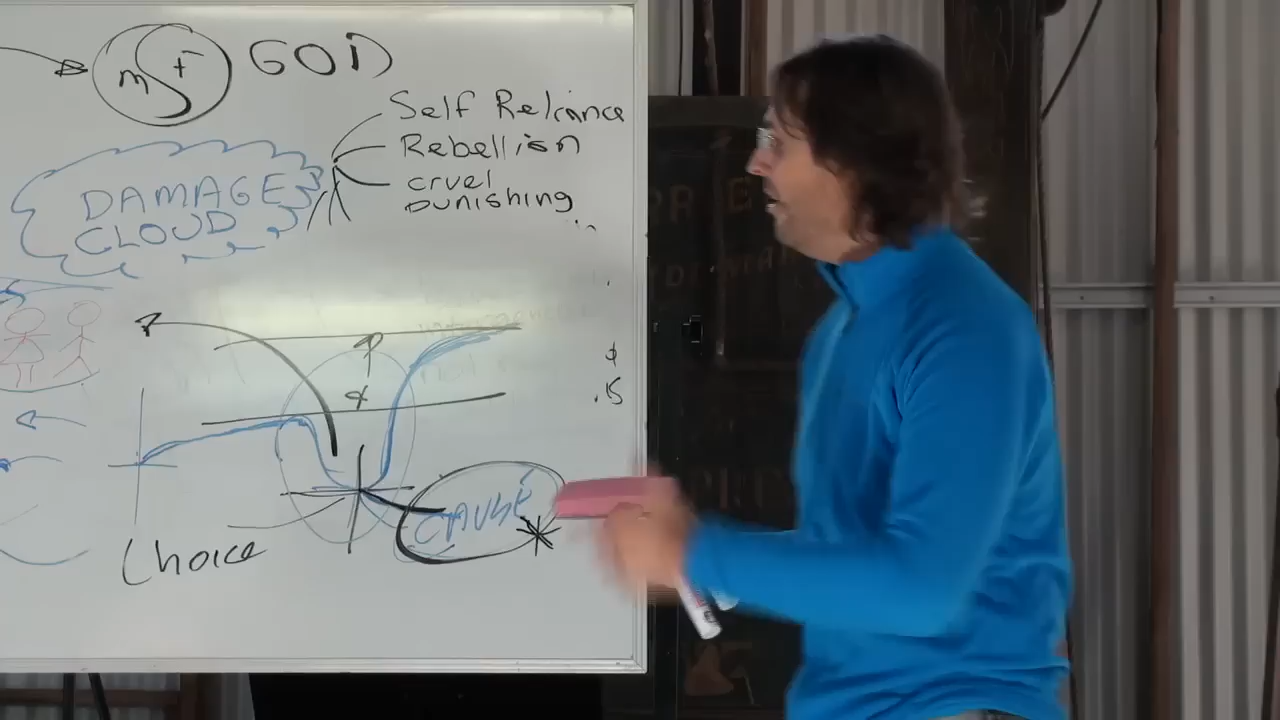 m F GOD
Self Reliance
Rebellion
cruel
punishing
DAMAGE
CLOUD
CAUSE
Choice